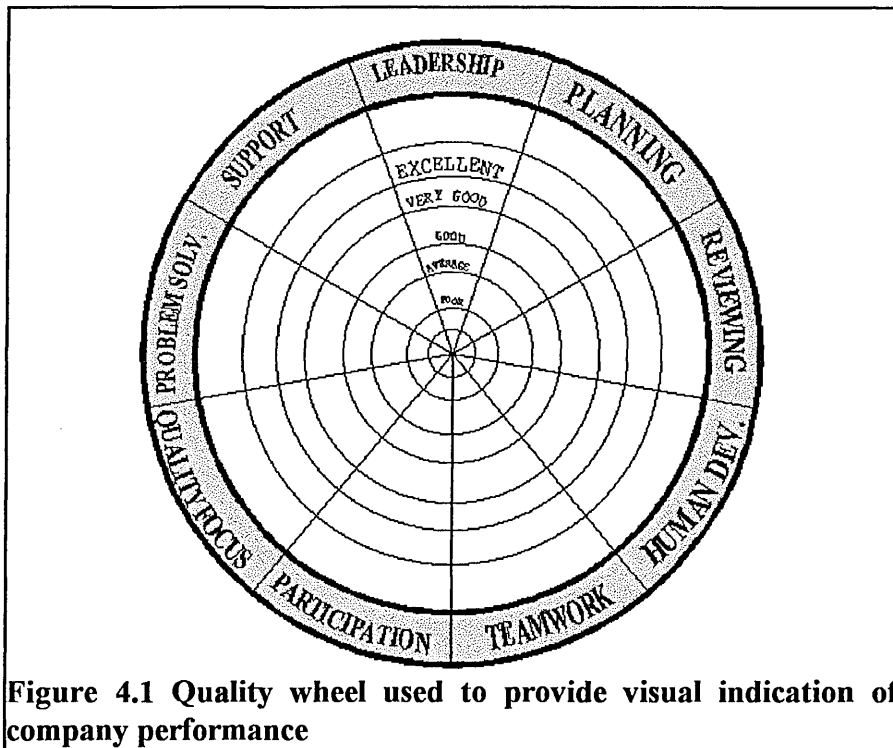 LEADERSHIP
PLANNING
REVIEWING
HUMAN DEV.
TEAMWORK
PARTICIPATION
QUALITY FOCUS
PROBLEM SOLV.
SUPPORT
EXCELLENT
VERY GOOD
GOOD
AVERAGE
POOR
Figure 4.1 Quality wheel used to provide visual indication of
company performance